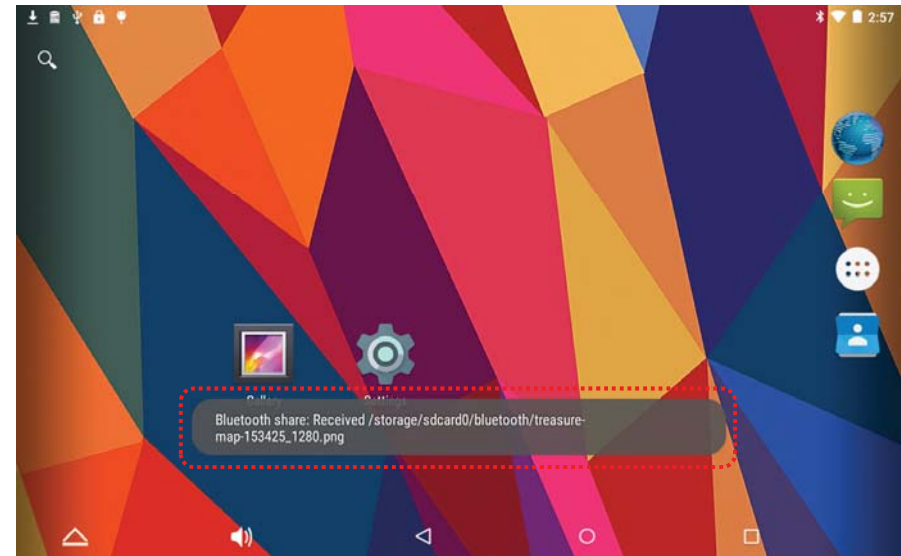 2:57
Bluetooth share: Received /storage/sdcard0/bluetooth/treasure-
map-153425_1280.png